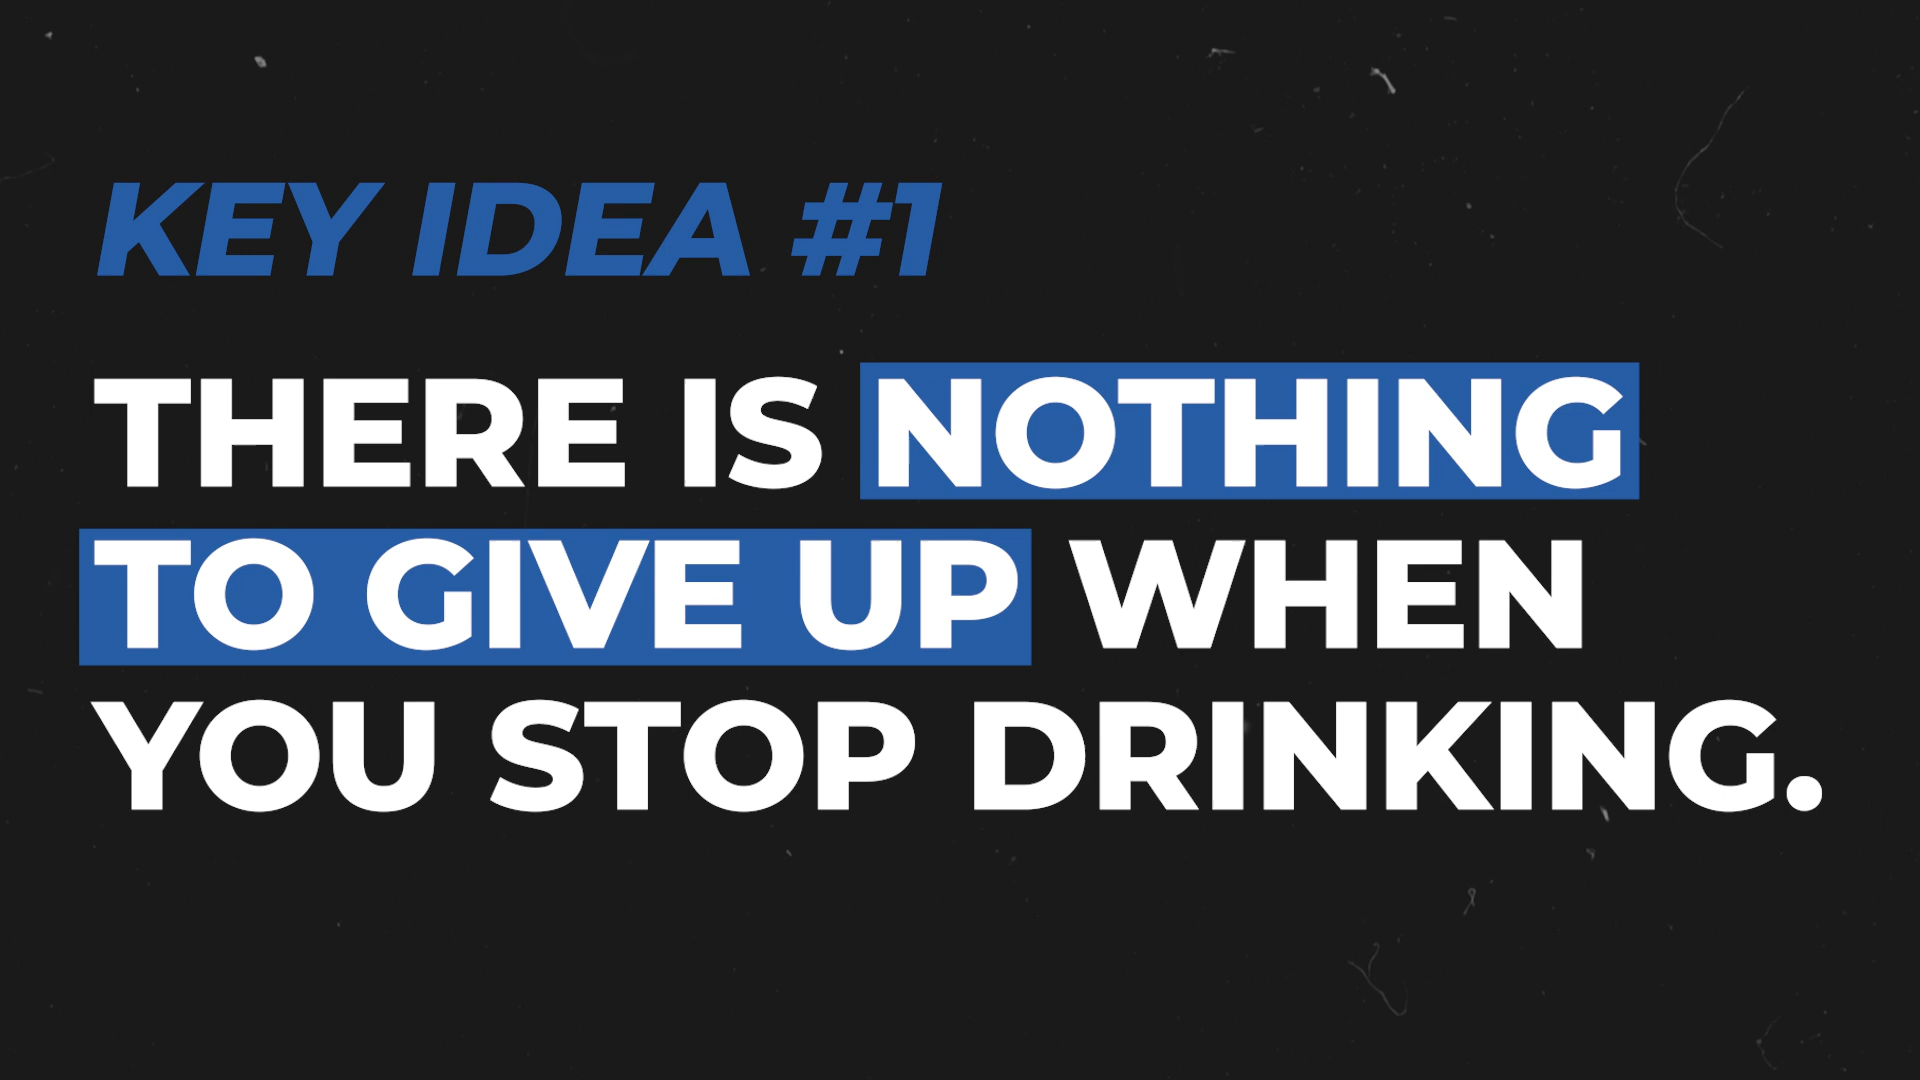 KEY IDEA #1
THERE IS NOTHING
TO GIVE UP WHEN
YOU STOP DRINKING.